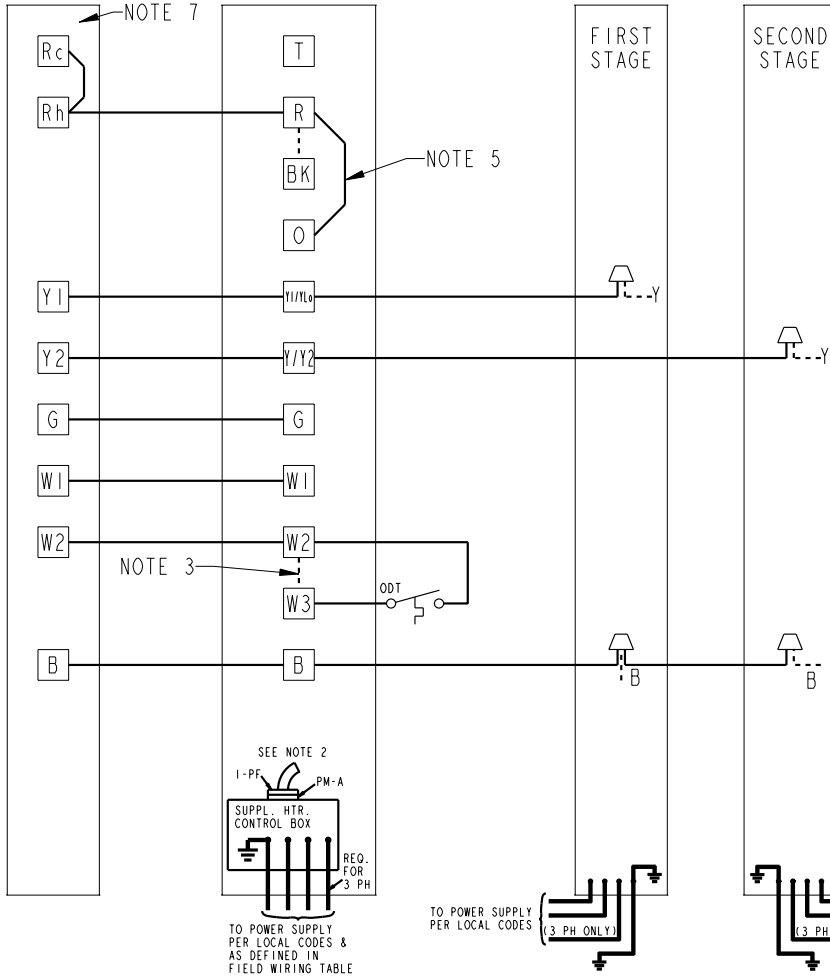 NOTE 7
Rc
T
FIRST
STAGE
SECOND
STAGE
Rh
R
NOTE 5
BK
O
Y1
Y1/YLo
Y
Y2
Y/Y2
Y
G
G
W1
W1
W2
W2
NOTE 3
ODT
W3
B
B
B
B
SEE NOTE 2
1-PF
PM-A
SUPPL. HTR.
CONTROL BOX
REQ.
FOR
3 PH
TO POWER SUPPLY
PER LOCAL CODES &
AS DEFINED IN
FIELD WIRING TABLE
TO POWER SUPPLY
PER LOCAL CODES
(3 PH ONLY)
(3 PH